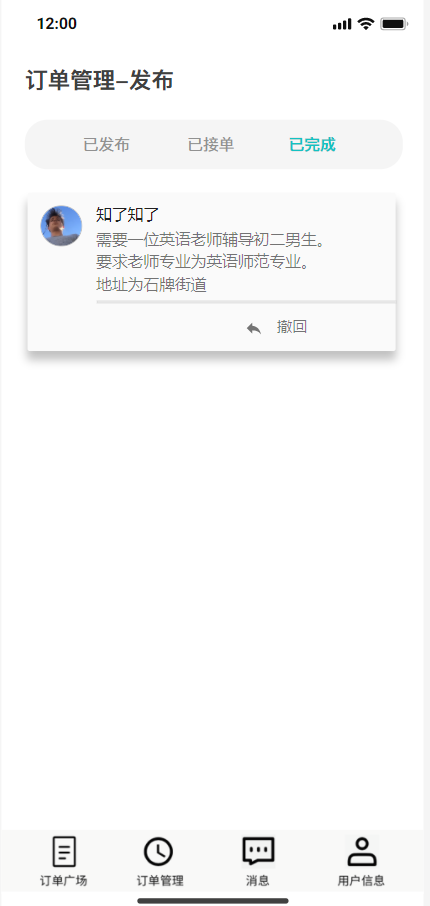 12:00
订单管理–发布
已发布 已接单 已完成
知了知了
需要一位英语老师辅导初二男生。
要求老师专业为英语师范专业。
地址为石牌街道
撤回
订单广场 订单管理 消息 用户信息